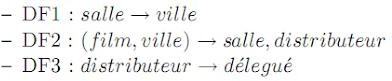 – DF1 : salle → ville
– DF2 : (film, ville) → salle, distributeur
– DF3 : distributeur → délegué